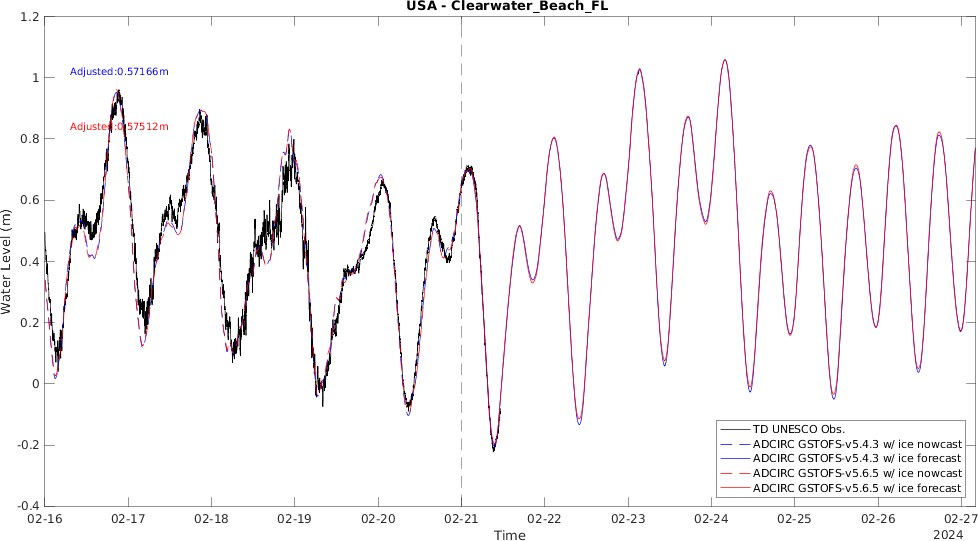 USA - Clearwater_Beach_FL
1.2
1
0.8
0.6
0.4
0.2
0
-0.2
-0.4
Water Level (m)
Adjusted:0.57166m
Adjusted:0.57512m
TD UNESCO Obs.
ADCIRC GSTOFS-v5.4.3 w/ ice nowcast
ADCIRC GSTOFS-v5.4.3 w/ ice forecast
ADCIRC GSTOFS-v5.6.5 w/ ice nowcast
ADCIRC GSTOFS-v5.6.5 w/ ice forecast
02-16 02-17 02-18 02-19 02-20 02-21 02-22 02-23 02-24 02-25 02-26 02-27
Time
2024